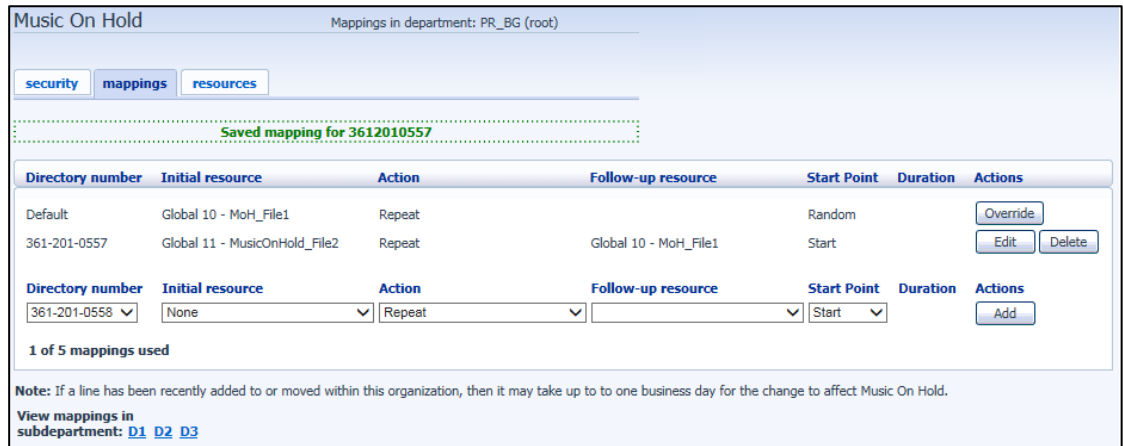 Music On Hold Mappings in department: PR_BG (root)
security mappings resources
Saved mapping for 3612010557
Directory number Initial resource Action Follow-up resource Start Point Duration Actions
Default Global 10 - MoH_File1 Repeat Random Override
361-201-0557 Global 11 - MusicOnHold_File2 Repeat Global 10 - MoH_File1 Start Edit Delete
Directory number Initial resource Action Follow-up resource Start Point Duration Actions
361-201-0558 None Repeat Start Add
1 of 5 mappings used
Note: If a line has been recently added to or moved within this organization, then it may take up to to one business day for the change to affect Music On Hold.
View mappings in
subdepartment: D1 D2 D3